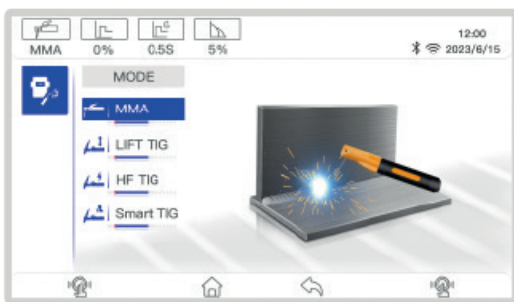 MMA 0% 0.5S 5%
12:00
2023/6/15
MODE
MMA
LIFT TIG
HF TIG
Smart TIG